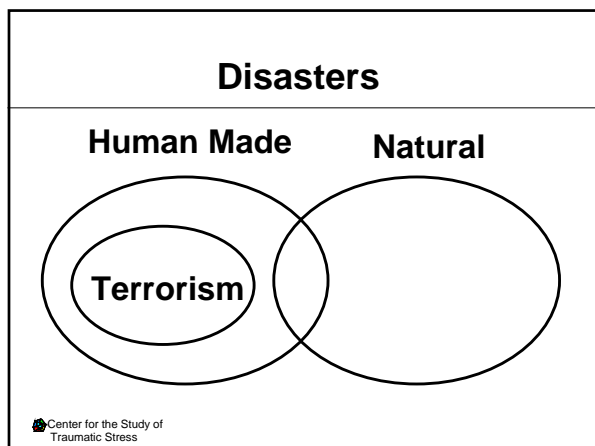 Disasters
Human Made Natural
Terrorism
Center for the Study of
Traumatic Stress